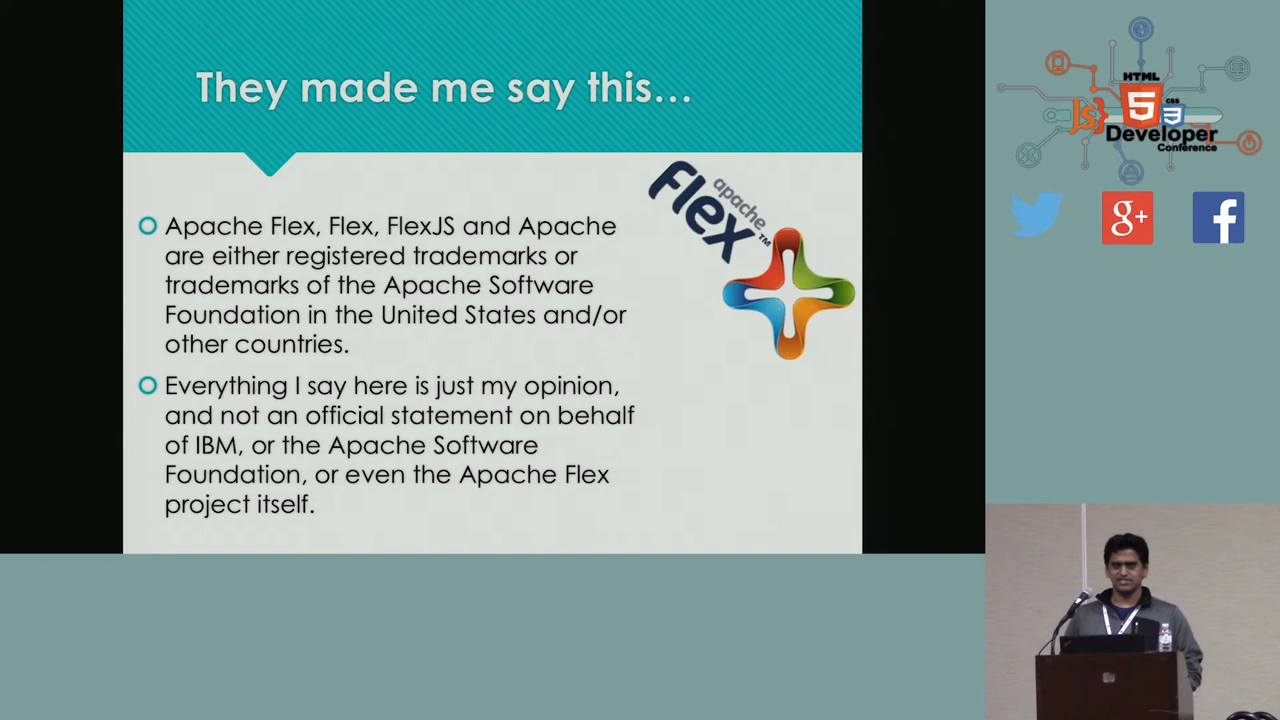 They made me say this...
Apache Flex, Flex, FlexJS and Apache
are either registered trademarks or
trademarks of the Apache Software
Foundation in the United States and/or
other countries.
Everything I say here is just my opinion,
and not an official statement on behalf
of IBM, or the Apache Software
Foundation, or even the Apache Flex
project itself.
apache
flex™
HTML
5
CSS
3
JS}
Developer
Conference
g+
f